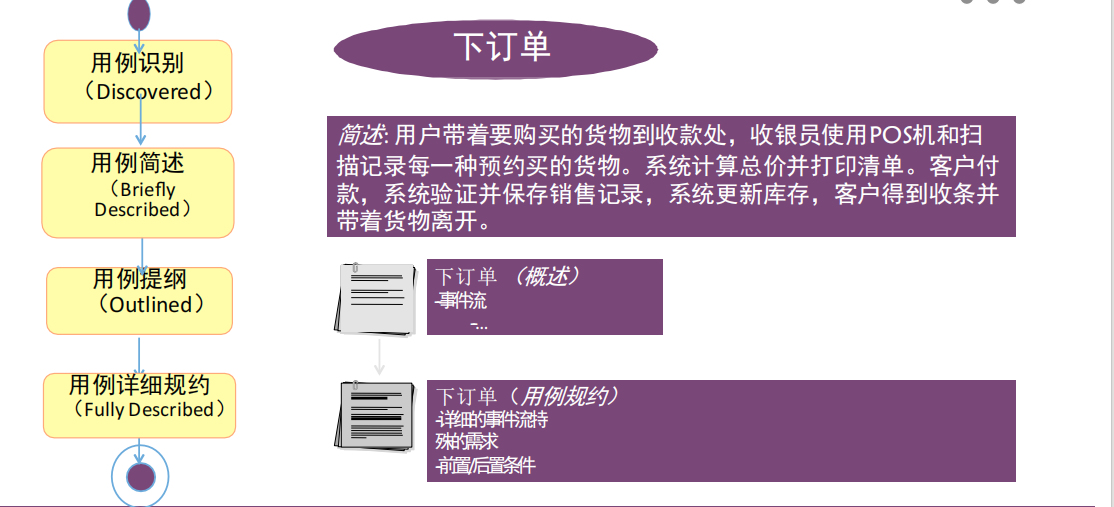 用例识别
（Discovered）
用例简述
（Briefly
Described）
用例提纲
（Outlined）
用例详细规约
（Fully Described）
下订单
简述: 用户带着要购买的货物到收款处，收银员使用POS机和扫
描记录每一种预约买的货物。系统计算总价并打印清单。客户付
款，系统验证并保存销售记录，系统更新库存，客户得到收条并
带着货物离开。
下订单 （概述）
-事件流
-...
下订单（用例规约）
-详细的事件流特
殊的需求
-前置/后置条件